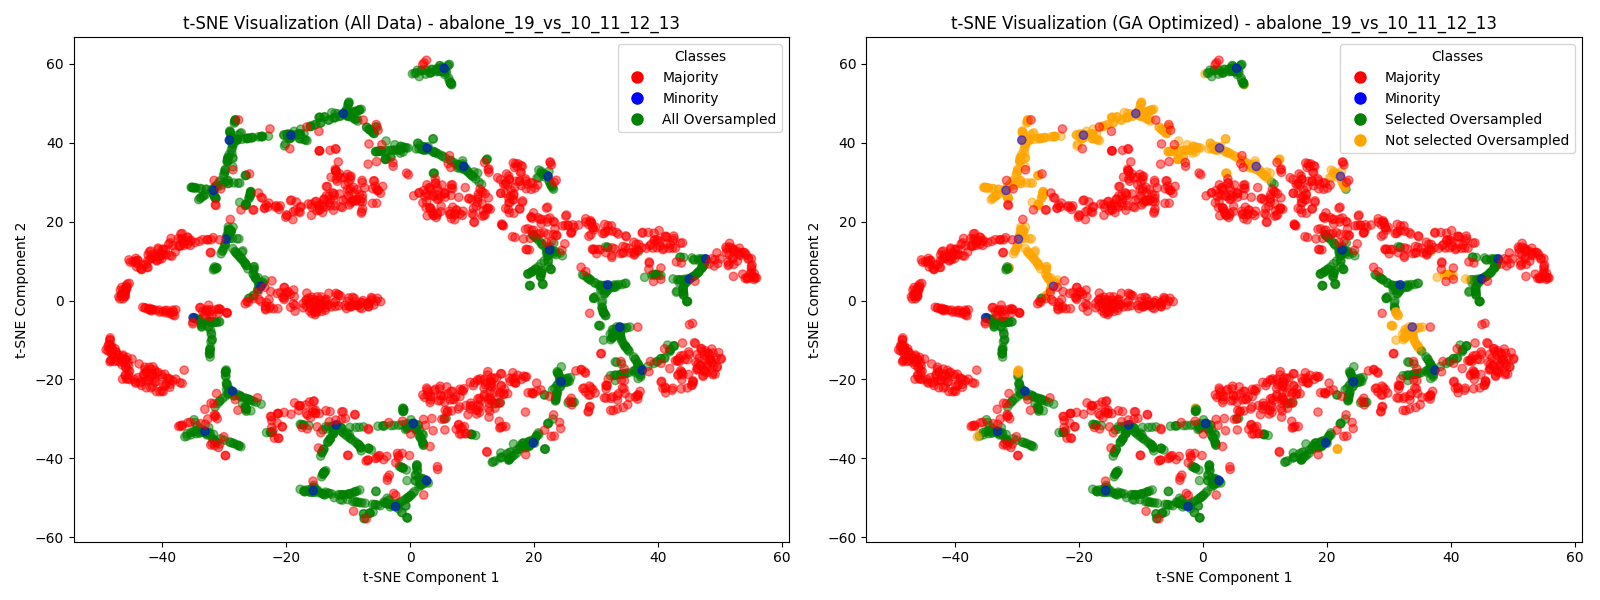 t-SNE Visualization (All Data) - abalone_19_vs_10_11_12_13
Classes
Majority
Minority
All Oversampled
60
40
20
0
−20
−40
−60
t-SNE Component 2
−40
−20
0
20
40
60
t-SNE Component 1
t-SNE Visualization (GA Optimized) - abalone_19_vs_10_11_12_13
Classes
Majority
Minority
Selected Oversampled
Not selected Oversampled
60
40
20
0
−20
−40
−60
t-SNE Component 2
−40
−20
0
20
40
60
t-SNE Component 1